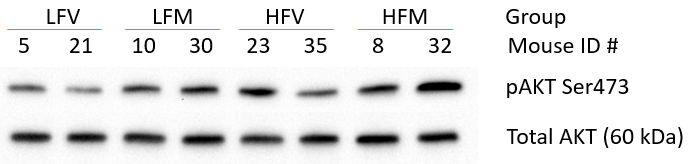 LFV LFM HFV HFM Group
5 21 10 30 23 35 8 32 Mouse ID #
pAKT Ser473
Total AKT (60 kDa)